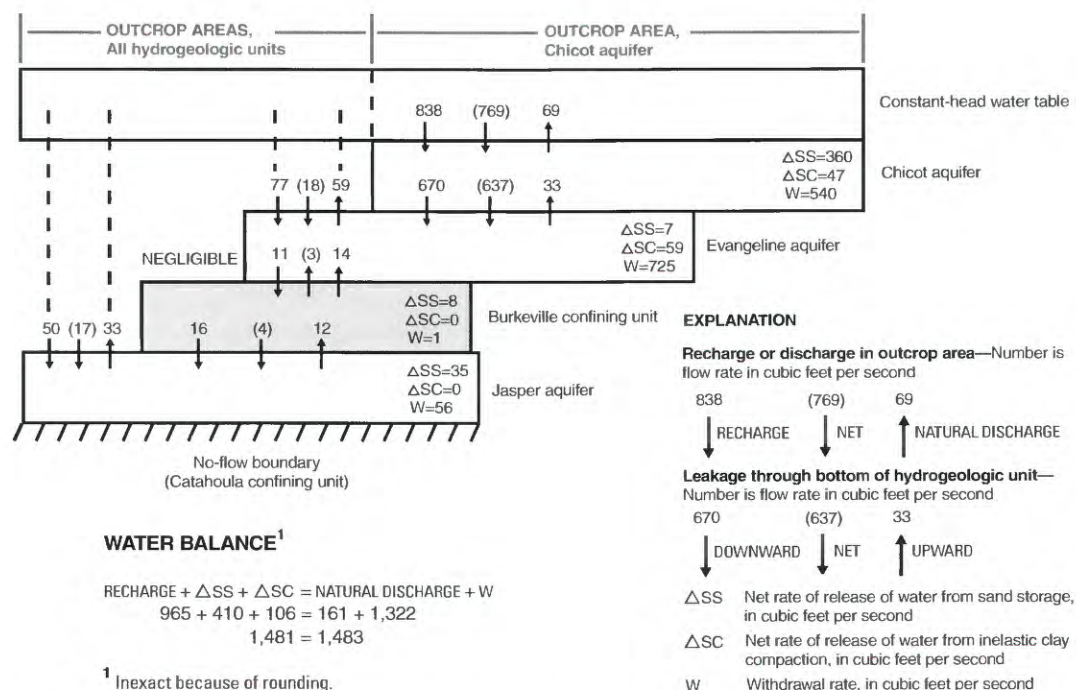 OUTCROP AREAS,
All hydrogeologic units
OUTCROP AREA,
Chicot aquifer
838 (769) 69
Constant-head water table
ΔSS=360
ΔSC=47
W=540
Chicot aquifer
77 (18) 59
670 (637) 33
ΔSS=7
ΔSC=59
W=725
Evangeline aquifer
NEGLIGIBLE
11 (3) 14
ΔSS=8
ΔSC=0
W=1
Burkeville confining unit
50 (17) 33
16 (4) 12
ΔSS=35
ΔSC=0
W=56
Jasper aquifer
No-flow boundary
(Catahoula confining unit)
WATER BALANCE1
RECHARGE + ΔSS + ΔSC = NATURAL DISCHARGE + W
965 + 410 + 106 = 161 + 1,322
1,481 = 1,483
1 Inexact because of rounding.
EXPLANATION
Recharge or discharge in outcrop area—Number is
flow rate in cubic feet per second
838 (769) 69
RECHARGE NET NATURAL DISCHARGE
Leakage through bottom of hydrogeologic unit—
Number is flow rate in cubic feet per second
670 (637) 33
DOWNWARD NET UPWARD
ΔSS Net rate of release of water from sand storage,
in cubic feet per second
ΔSC Net rate of release of water from inelastic clay
compaction, in cubic feet per second
W Withdrawal rate, in cubic feet per second